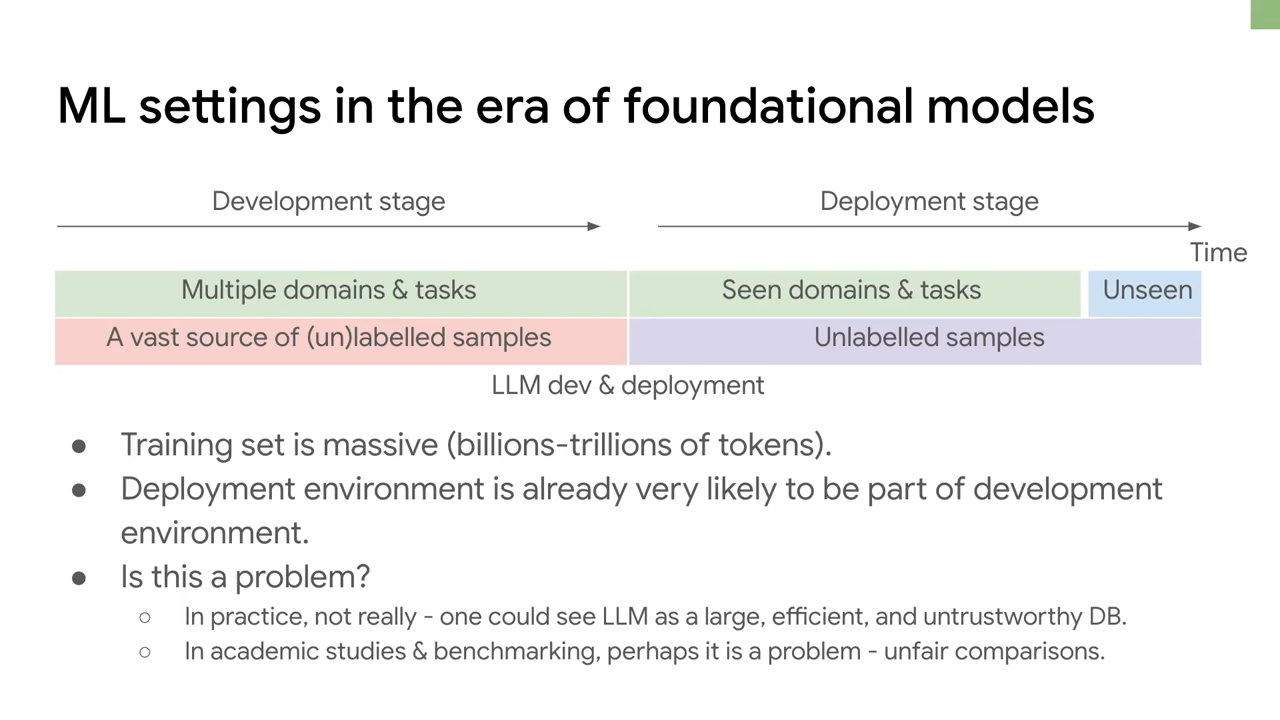 ML settings in the era of foundational models
Development stage
Deployment stage
Time
Multiple domains & tasks
Seen domains & tasks
Unseen
A vast source of (un)labelled samples
Unlabelled samples
LLM dev & deployment
● Training set is massive (billions-trillions of tokens).
● Deployment environment is already very likely to be part of development
environment.
● Is this a problem?
○ In practice, not really - one could see LLM as a large, efficient, and untrustworthy DB.
○ In academic studies & benchmarking, perhaps it is a problem - unfair comparisons.